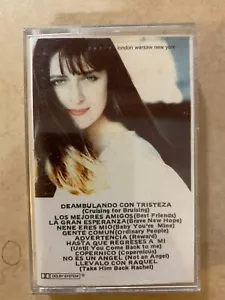 london warsaw new york
DEAMBULANDO CON TRISTEZA
(Cruising for Bruising)
LOS MEJORES AMIGOS (Best Friends)
LA GRAN ESPERANZA (Brave New Hope)
NENE ERES MIO (Baby You're Mine)
GENTE COMUN (Ordinary People)
ADVERTENCIA (Reward)
HASTA QUE REGRESES A MI
(Until You Come Back to me)
COPERNICO (Copernicus)
NO ES UN ANGEL (Not an Angel)
LLEVALO CON RAQUEL
(Take Him Back Rachel)
DOLBY SYSTEM